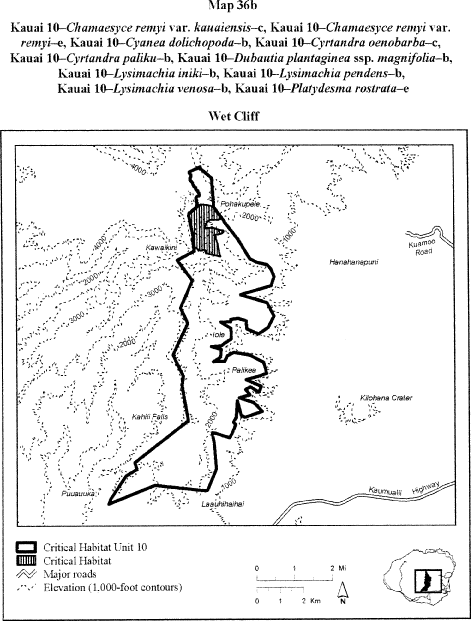 Map 36b
Kauai 10–Chamaesyce remyi var. kauaiensis–c, Kauai 10–Chamaesyce remyi var.
remyi–e, Kauai 10–Cyanea dolichopoda–b, Kauai 10–Cyrtandra oenobarba–c,
Kauai 10–Cyrtandra paliku–b, Kauai 10–Dubautia plantaginea ssp. magnifolia–b,
Kauai 10–Lysimachia iniki–b, Kauai 10–Lysimachia pendens–b,
Kauai 10–Lysimachia venosa–b, Kauai 10–Platydesma rostrata–e
Wet Cliff
4000
Pohakupele
2000
1000
Kawaikini
4000
Kuamoo
Road
Hanahanapuni
2000
3000
3000
Iole
2000
Palikea
Kilohana Crater
Kahili Falls
2000
Puuauuka
1000
Laauhihaihai
Kaumualii Highway
Critical Habitat Unit 10
Critical Habitat
Major roads
Elevation (1,000-foot contours)
0 1 2 Mi
0 1 2 Km
N